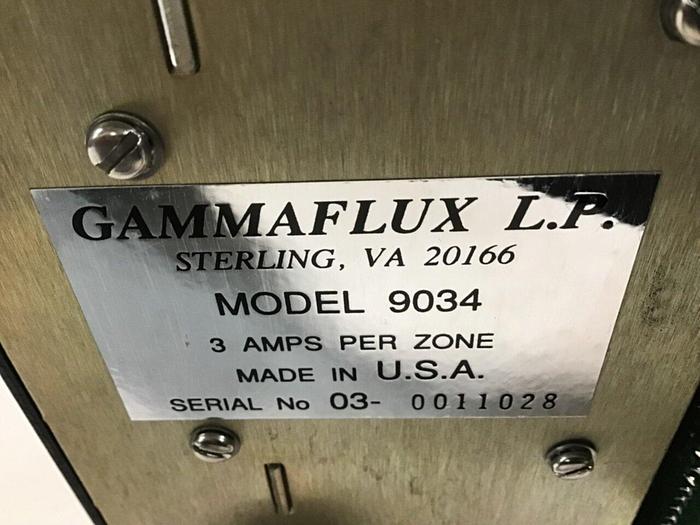 GAMMAFLUX L.P.
STERLING, VA 20166
MODEL 9034
3 AMPS PER ZONE
MADE IN U.S.A.
SERIAL No 03- 0011028